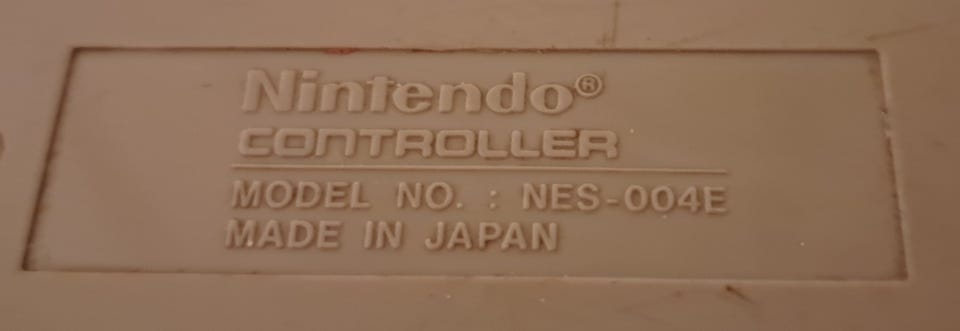 Nintendo®
CONTROLLER
MODEL NO. : NES-004E
MADE IN JAPAN